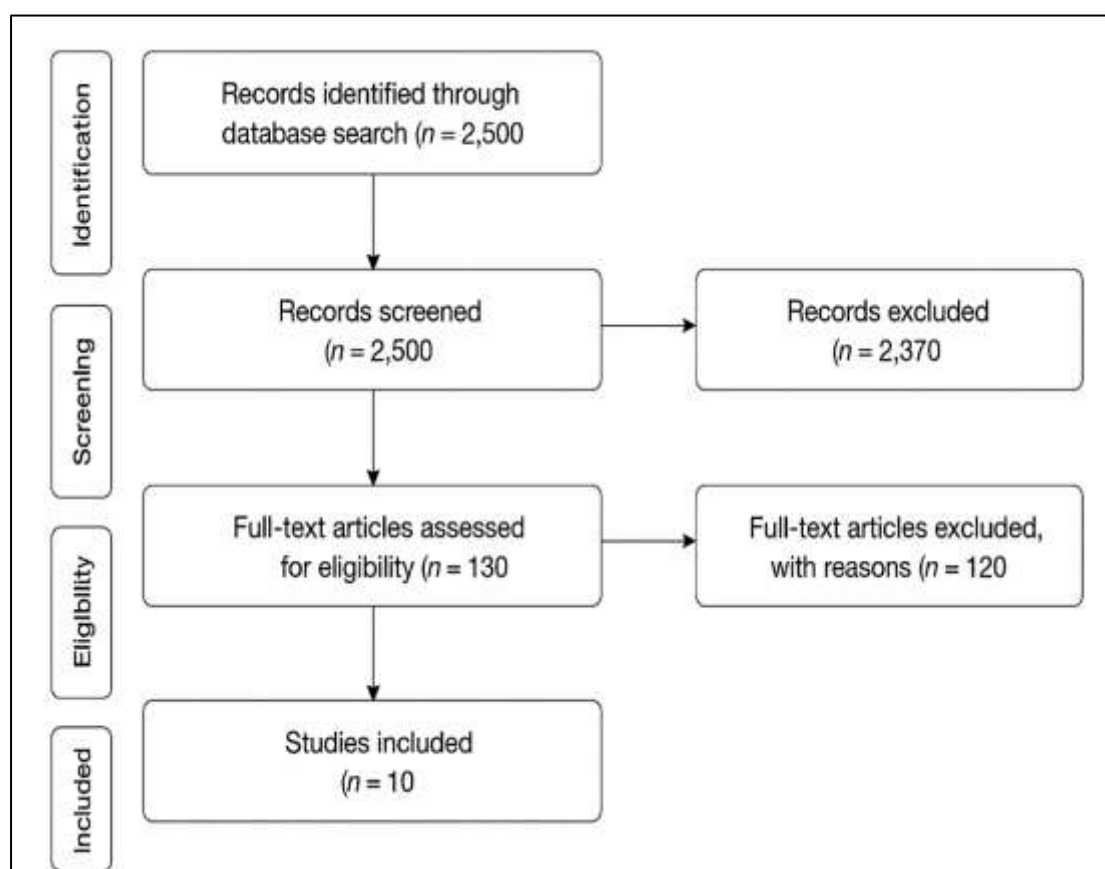 Identification
Records identified through
database search (n = 2,500
Screening
Records screened
(n = 2,500
Records excluded
(n = 2,370
Eligibility
Full-text articles assessed
for eligibility (n = 130
Full-text articles excluded,
with reasons (n = 120
Included
Studies included
(n = 10